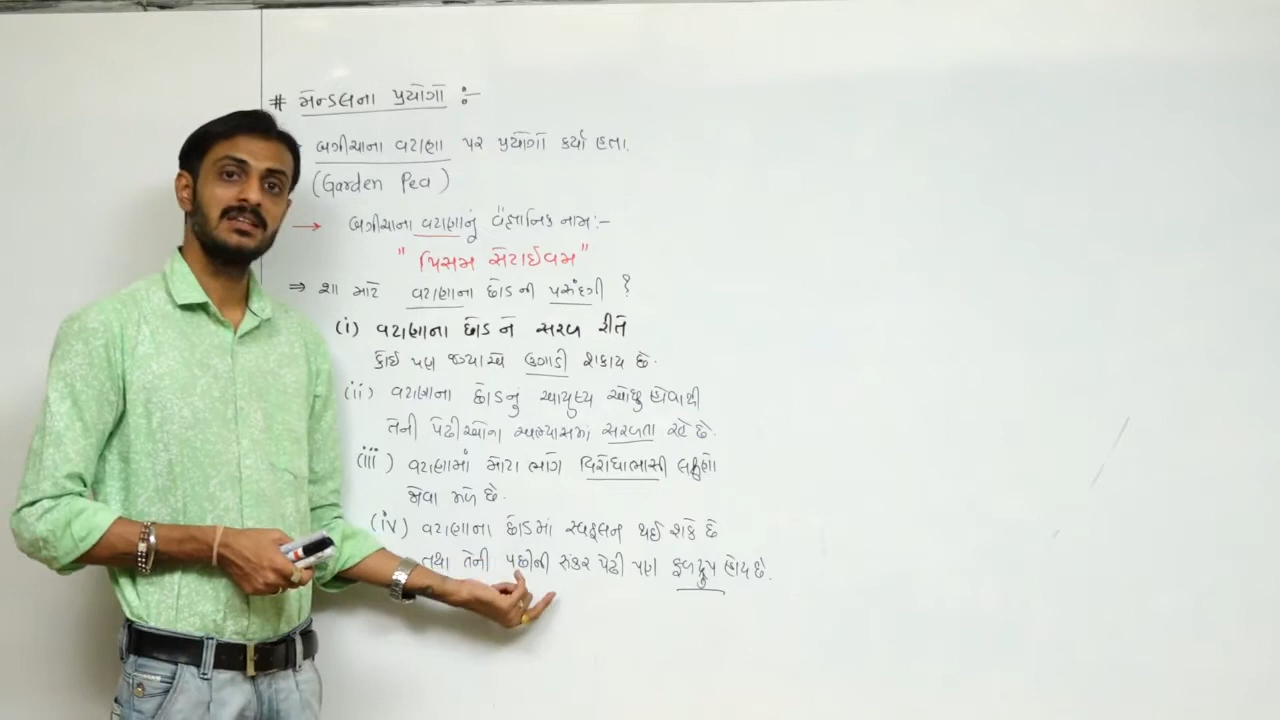 # મેન્ડલના પ્રયોગો :-
બગીચાના વટાણા પર પ્રયોગો કર્યા હતા.
(Garden Pea)
→ બગીચાના વટાણાનું વૈજ્ઞાનિક નામ:-
"પિસમ સેટાઈવમ"
⇒ શા માટે વટાણાના છોડની પસંદગી ?
(i) વટાણાના છોડ ને સરળ રીતે
કોઈ પણ જગ્યાએ ઉગાડી શકાય છે.
(ii) વટાણાના છોડનું આયુષ્ય ઓછુ હોવાથી
તેની પેઢીઓના અભ્યાસમાં સરળતા રહે છે.
(iii) વટાણામાં મોટા ભાગે વિરોધાભાસી લક્ષણો
જોવા મળે છે.
(iv) વટાણાના છોડમાં સ્વફલન થઈ શકે છે
તથા તેની પછીની સંકર પેઢી પણ ફળદ્રુપ હોય છે.